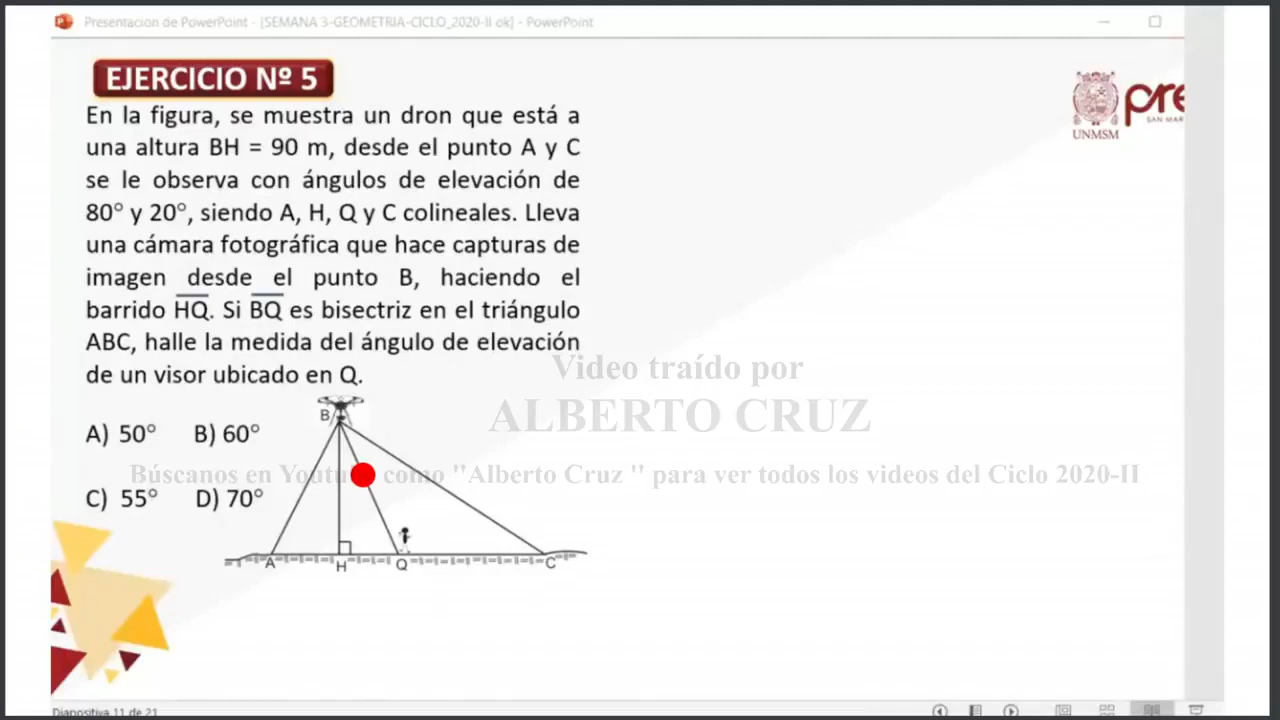 Presentación de PowerPoint - [SEMANA 3-GEOMETRIA-CICLO_2020-II ok] - PowerPoint
EJERCICIO Nº 5
En la figura, se muestra un dron que está a
una altura BH = 90 m, desde el punto A y C
se le observa con ángulos de elevación de
80° y 20°, siendo A, H, Q y C colineales. Lleva
una cámara fotográfica que hace capturas de
imagen desde el punto B, haciendo el
barrido HQ. Si BQ es bisectriz en el triángulo
ABC, halle la medida del ángulo de elevación
de un visor ubicado en Q.
A) 50° B) 60°
C) 55° D) 70°
B
A H Q C
pre
SAN MAR
UNMSM
Video traído por
ALBERTO CRUZ
Búscanos en Youtube como "Alberto Cruz " para ver todos los videos del Ciclo 2020-II
Diapositiva 11 de 21